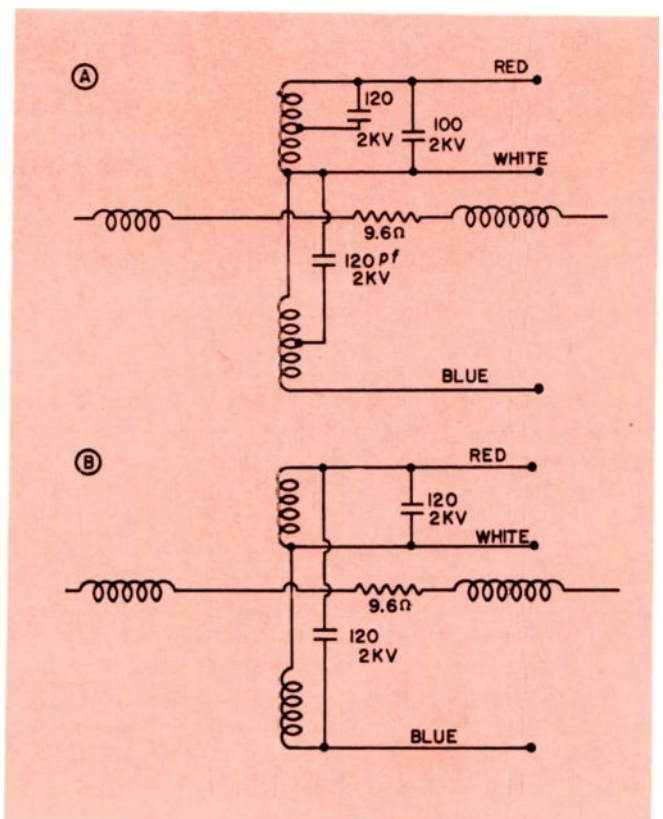 A
RED
120
2KV
100
2KV
WHITE
9.6Ω
120 pf
2KV
BLUE
B
RED
120
2KV
WHITE
9.6Ω
120
2KV
BLUE